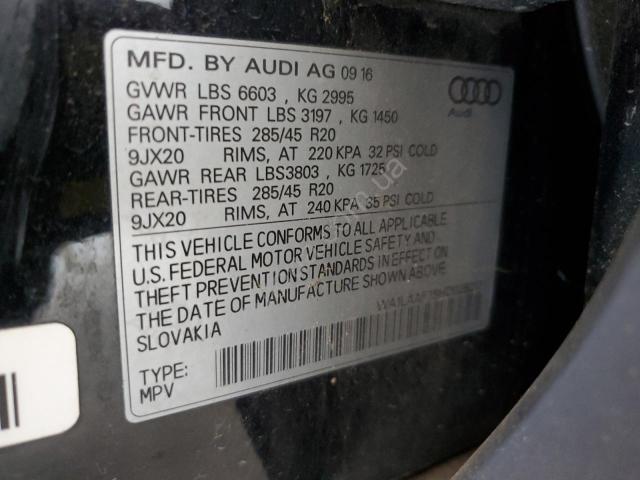 MFD. BY AUDI AG 09 16
GVWR LBS 6603 , KG 2995
GAWR FRONT LBS 3197 , KG 1450
FRONT-TIRES 285/45 R20
9JX20 RIMS, AT 220 KPA 32 PSI COLD
GAWR REAR LBS3803 , KG 1725
REAR-TIRES 285/45 R20
9JX20 RIMS, AT 240 KPA 35 PSI COLD
Audi
THIS VEHICLE CONFORMS TO ALL APPLICABLE
U.S. FEDERAL MOTOR VEHICLE SAFETY AND
THEFT PREVENTION STANDARDS IN EFFECT ON
THE DATE OF MANUFACTURE SHOWN ABOVE.
SLOVAKIA
TYPE:
MPV